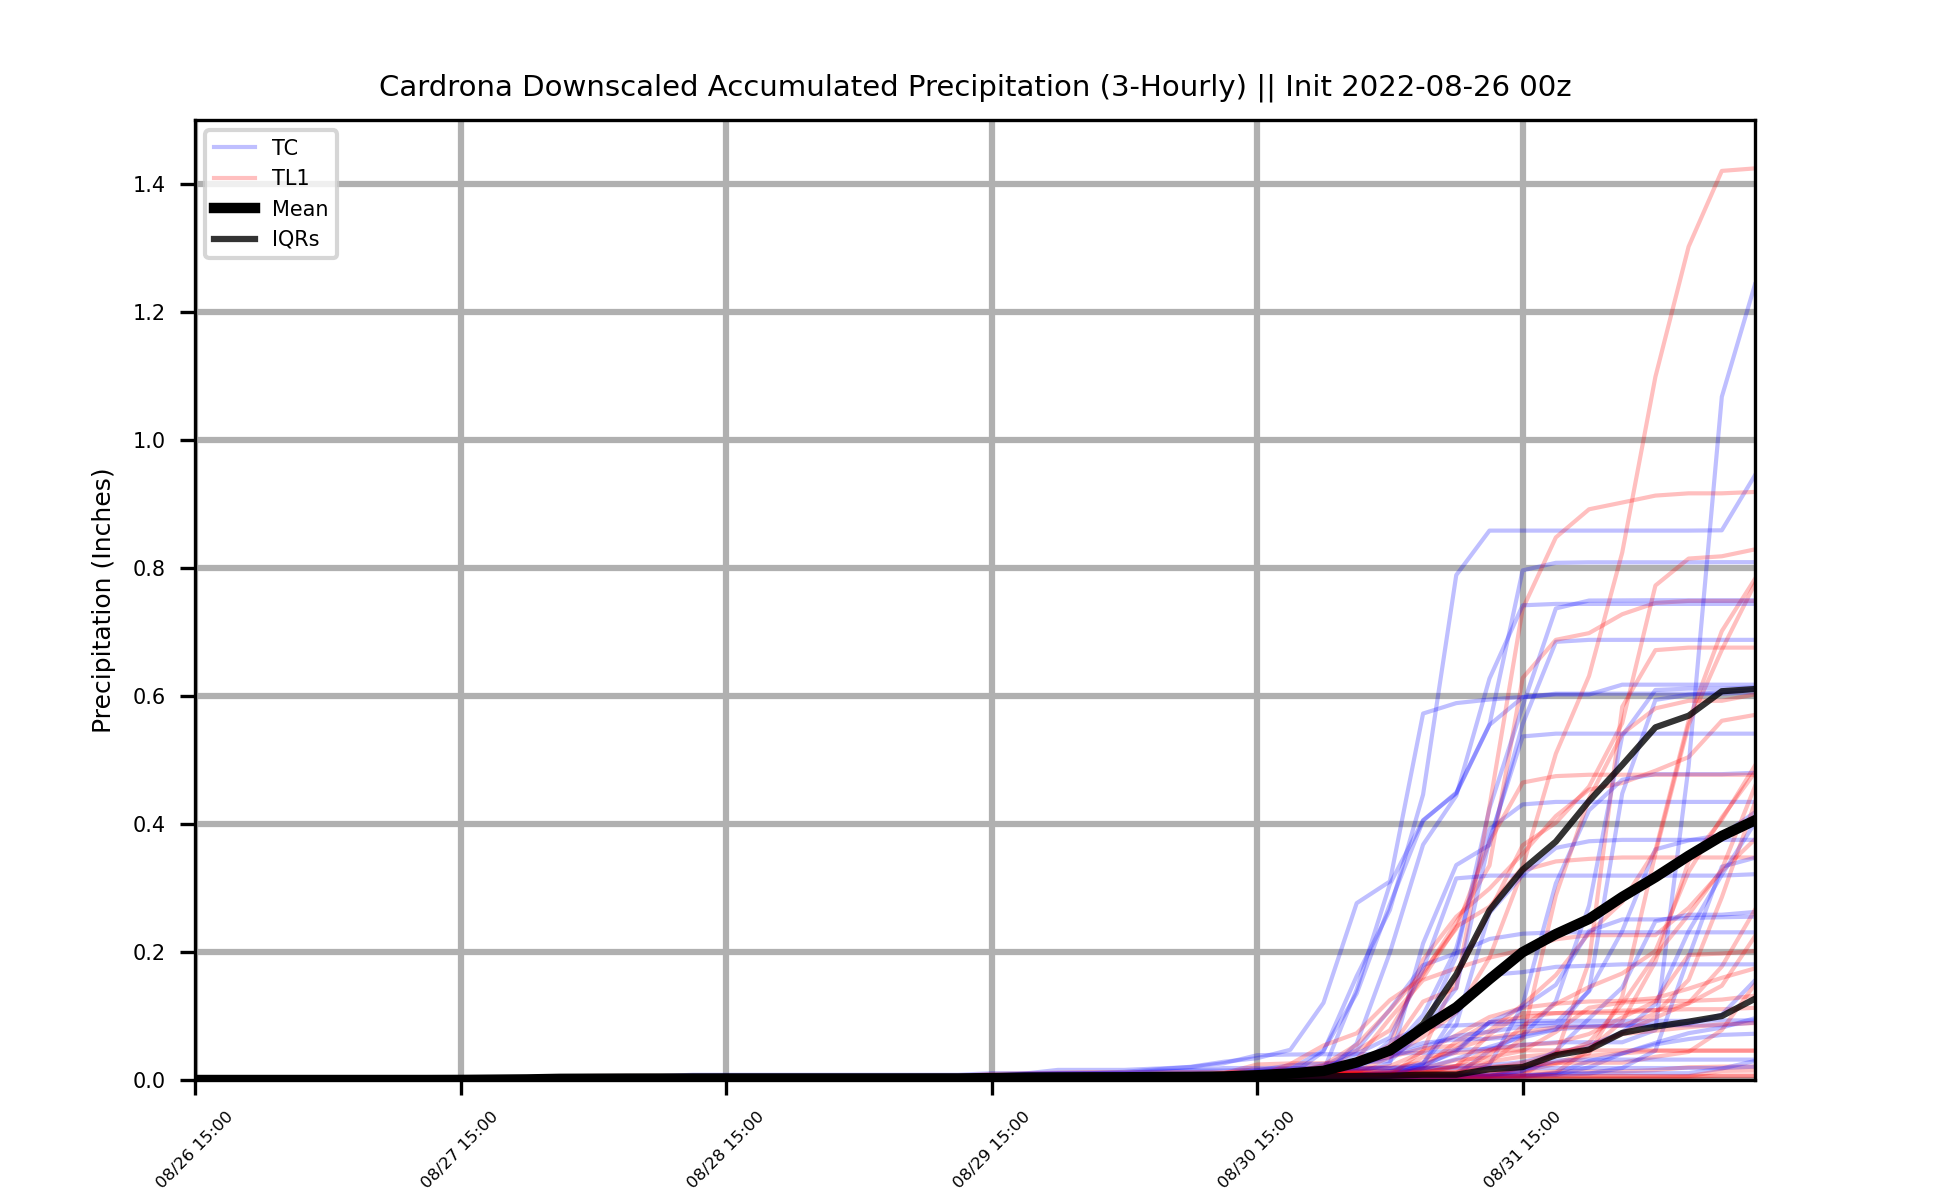 Cardrona Downscaled Accumulated Precipitation (3-Hourly) || Init 2022-08-26 00z
TC
TL1
Mean
IQRs
1.4
1.2
1.0
0.8
0.6
0.4
0.2
0.0
Precipitation (Inches)
08/26 15:00
08/27 15:00
08/28 15:00
08/29 15:00
08/30 15:00
08/31 15:00